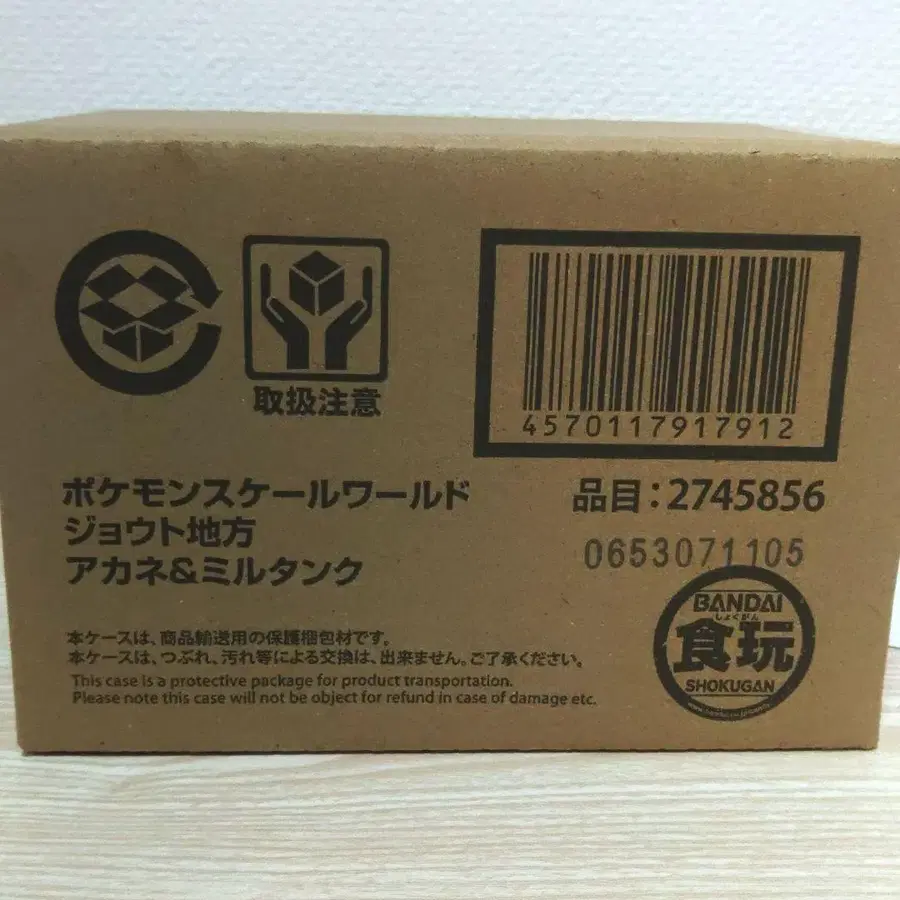 取扱注意
4570117917912
ポケモンスケールワールド
ジョウト地方
アカネ&ミルタンク
品目:2745856
0653071105
本ケースは、商品輸送用の保護梱包材です。
本ケースは、つぶれ、汚れ等による交換は、出来ません。ご了承ください。
This case is a protective package for product transportation.
Please note this case will not be object for refund in case of damage etc.
BANDAI
しょくがん
食玩
SHOKUGAN